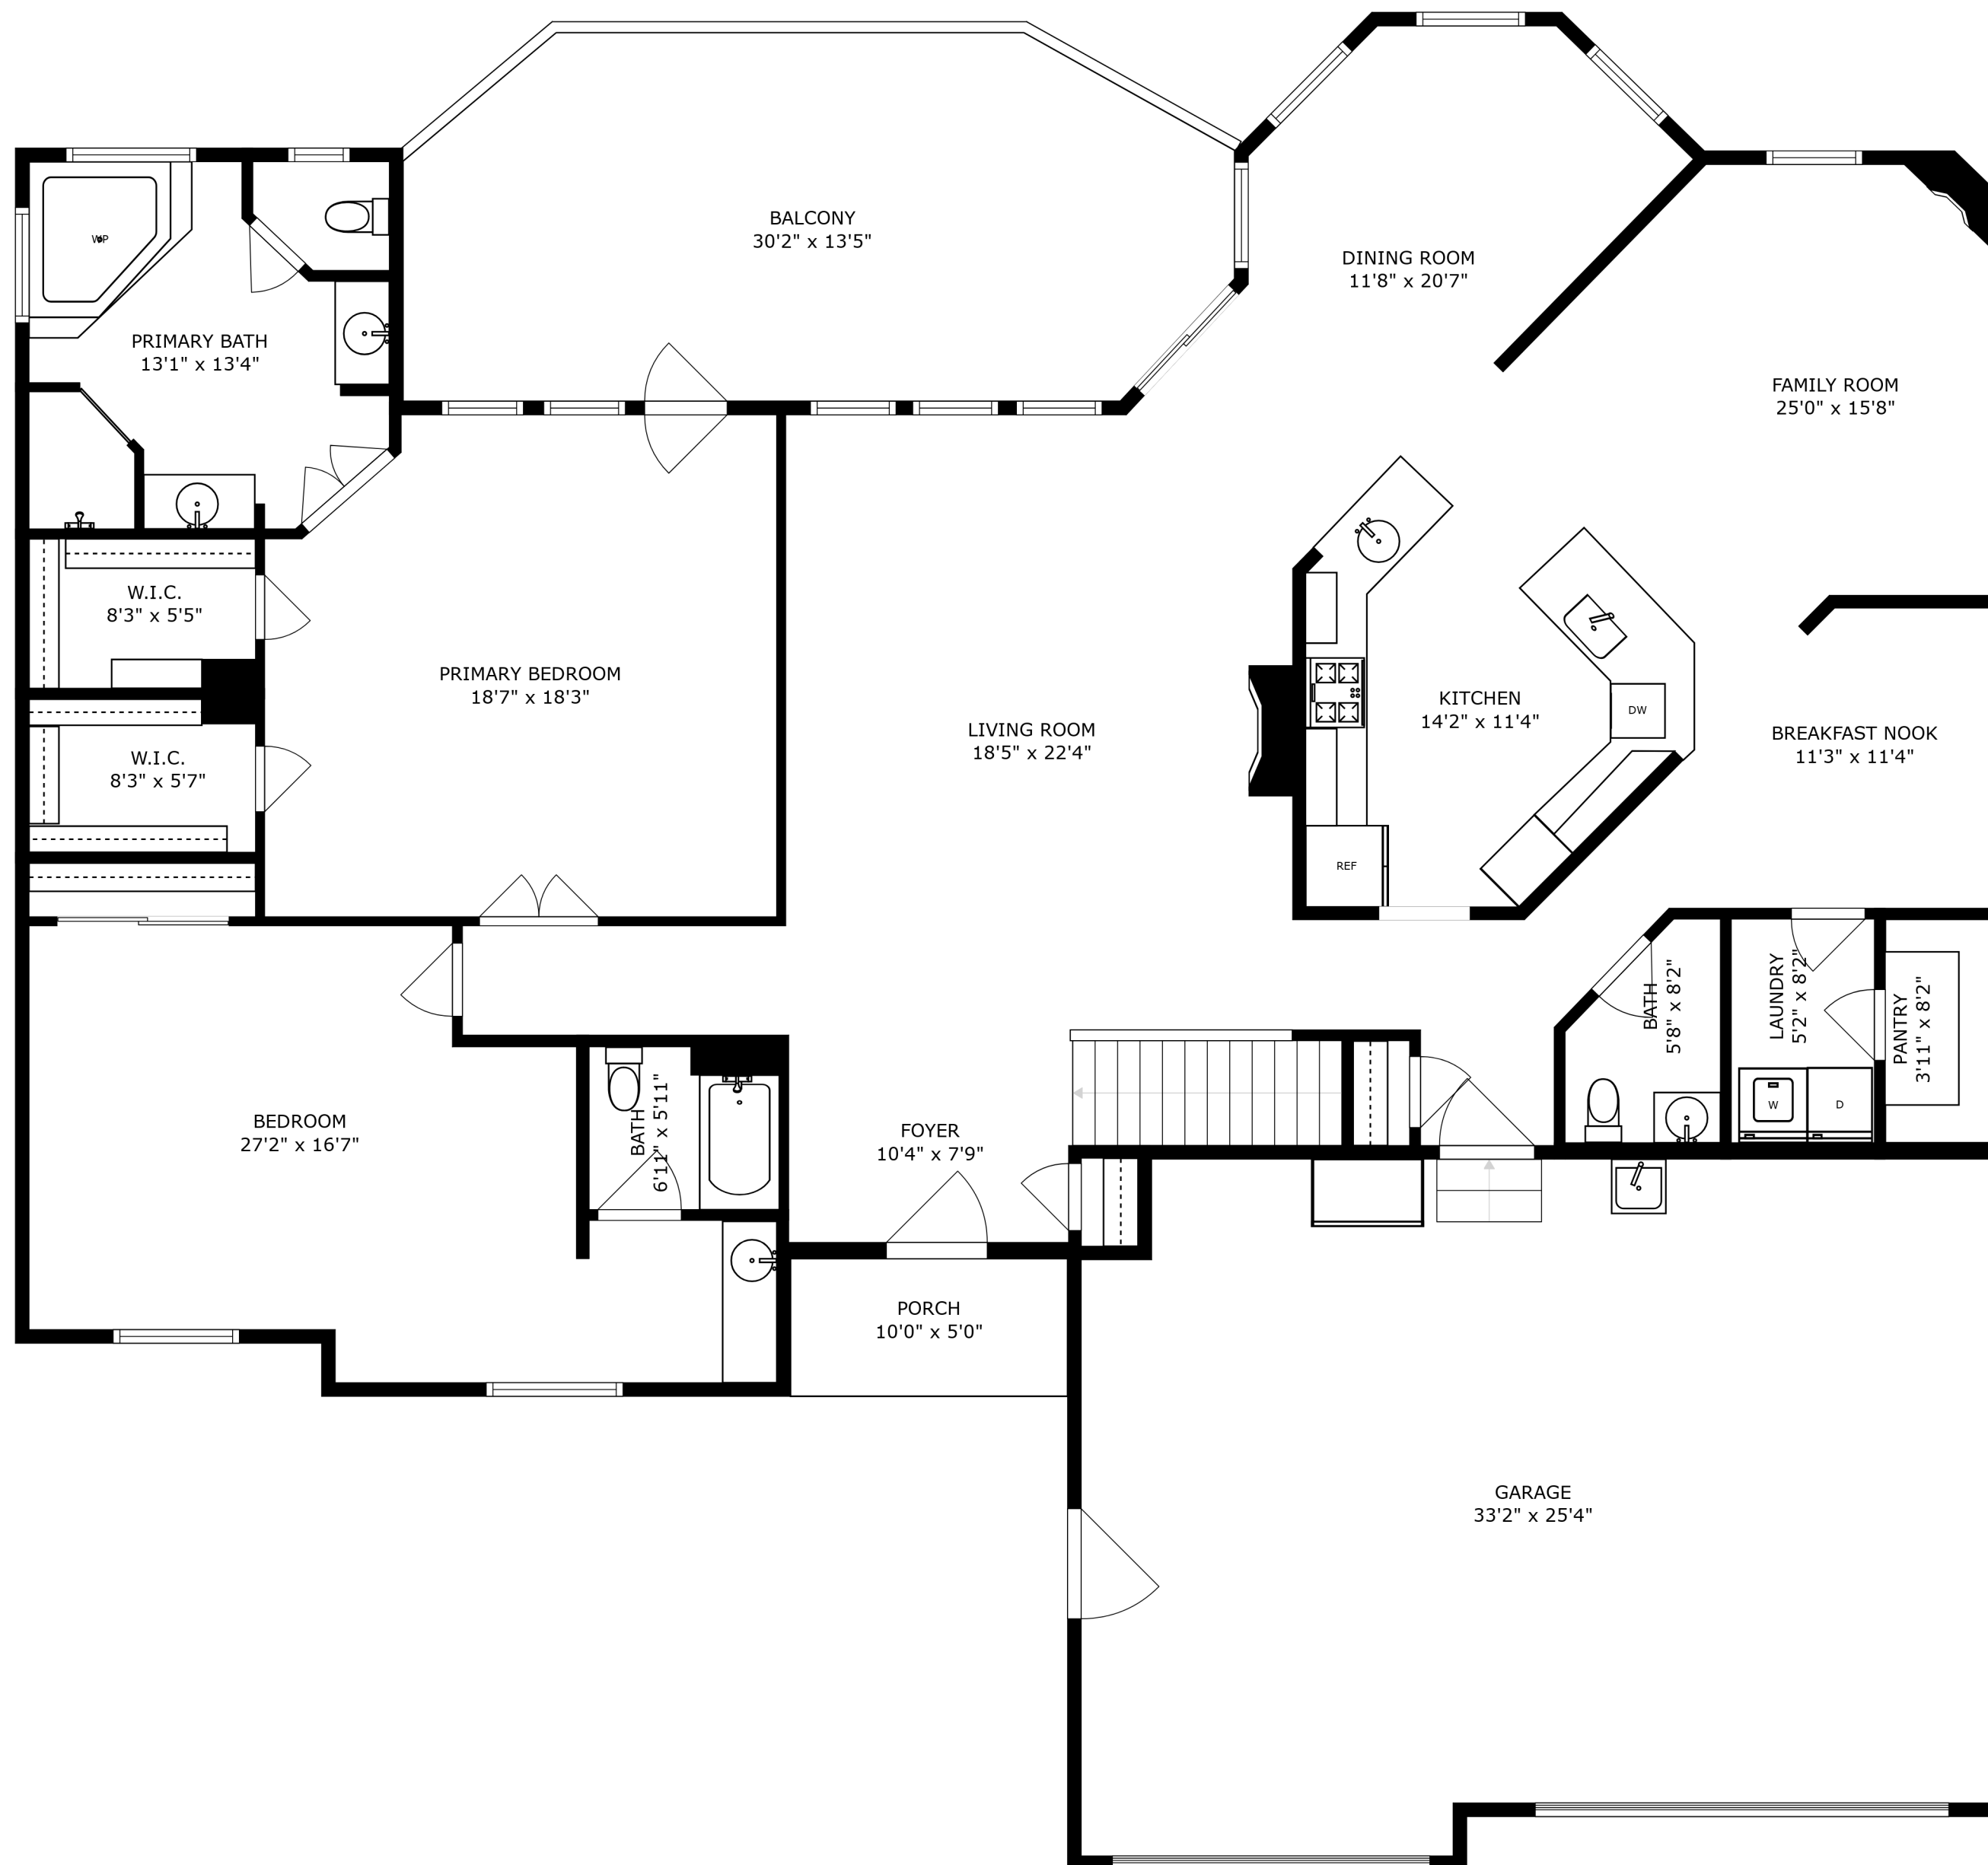 BALCONY
30'2" x 13'5"
DINING ROOM
11'8" x 20'7"
WP
PRIMARY BATH
13'1" x 13'4"
FAMILY ROOM
25'0" x 15'8"
W.I.C.
8'3" x 5'5"
PRIMARY BEDROOM
18'7" x 18'3"
LIVING ROOM
18'5" x 22'4"
KITCHEN
14'2" x 11'4"
DW
BREAKFAST NOOK
11'3" x 11'4"
W.I.C.
8'3" x 5'7"
REF
BATH
5'8" x 8'2"
LAUNDRY
5'2" x 8'2"
PANTRY
3'11" x 8'2"
W
D
BEDROOM
27'2" x 16'7"
BATH
6'11" x 5'11"
FOYER
10'4" x 7'9"
PORCH
10'0" x 5'0"
GARAGE
33'2" x 25'4"